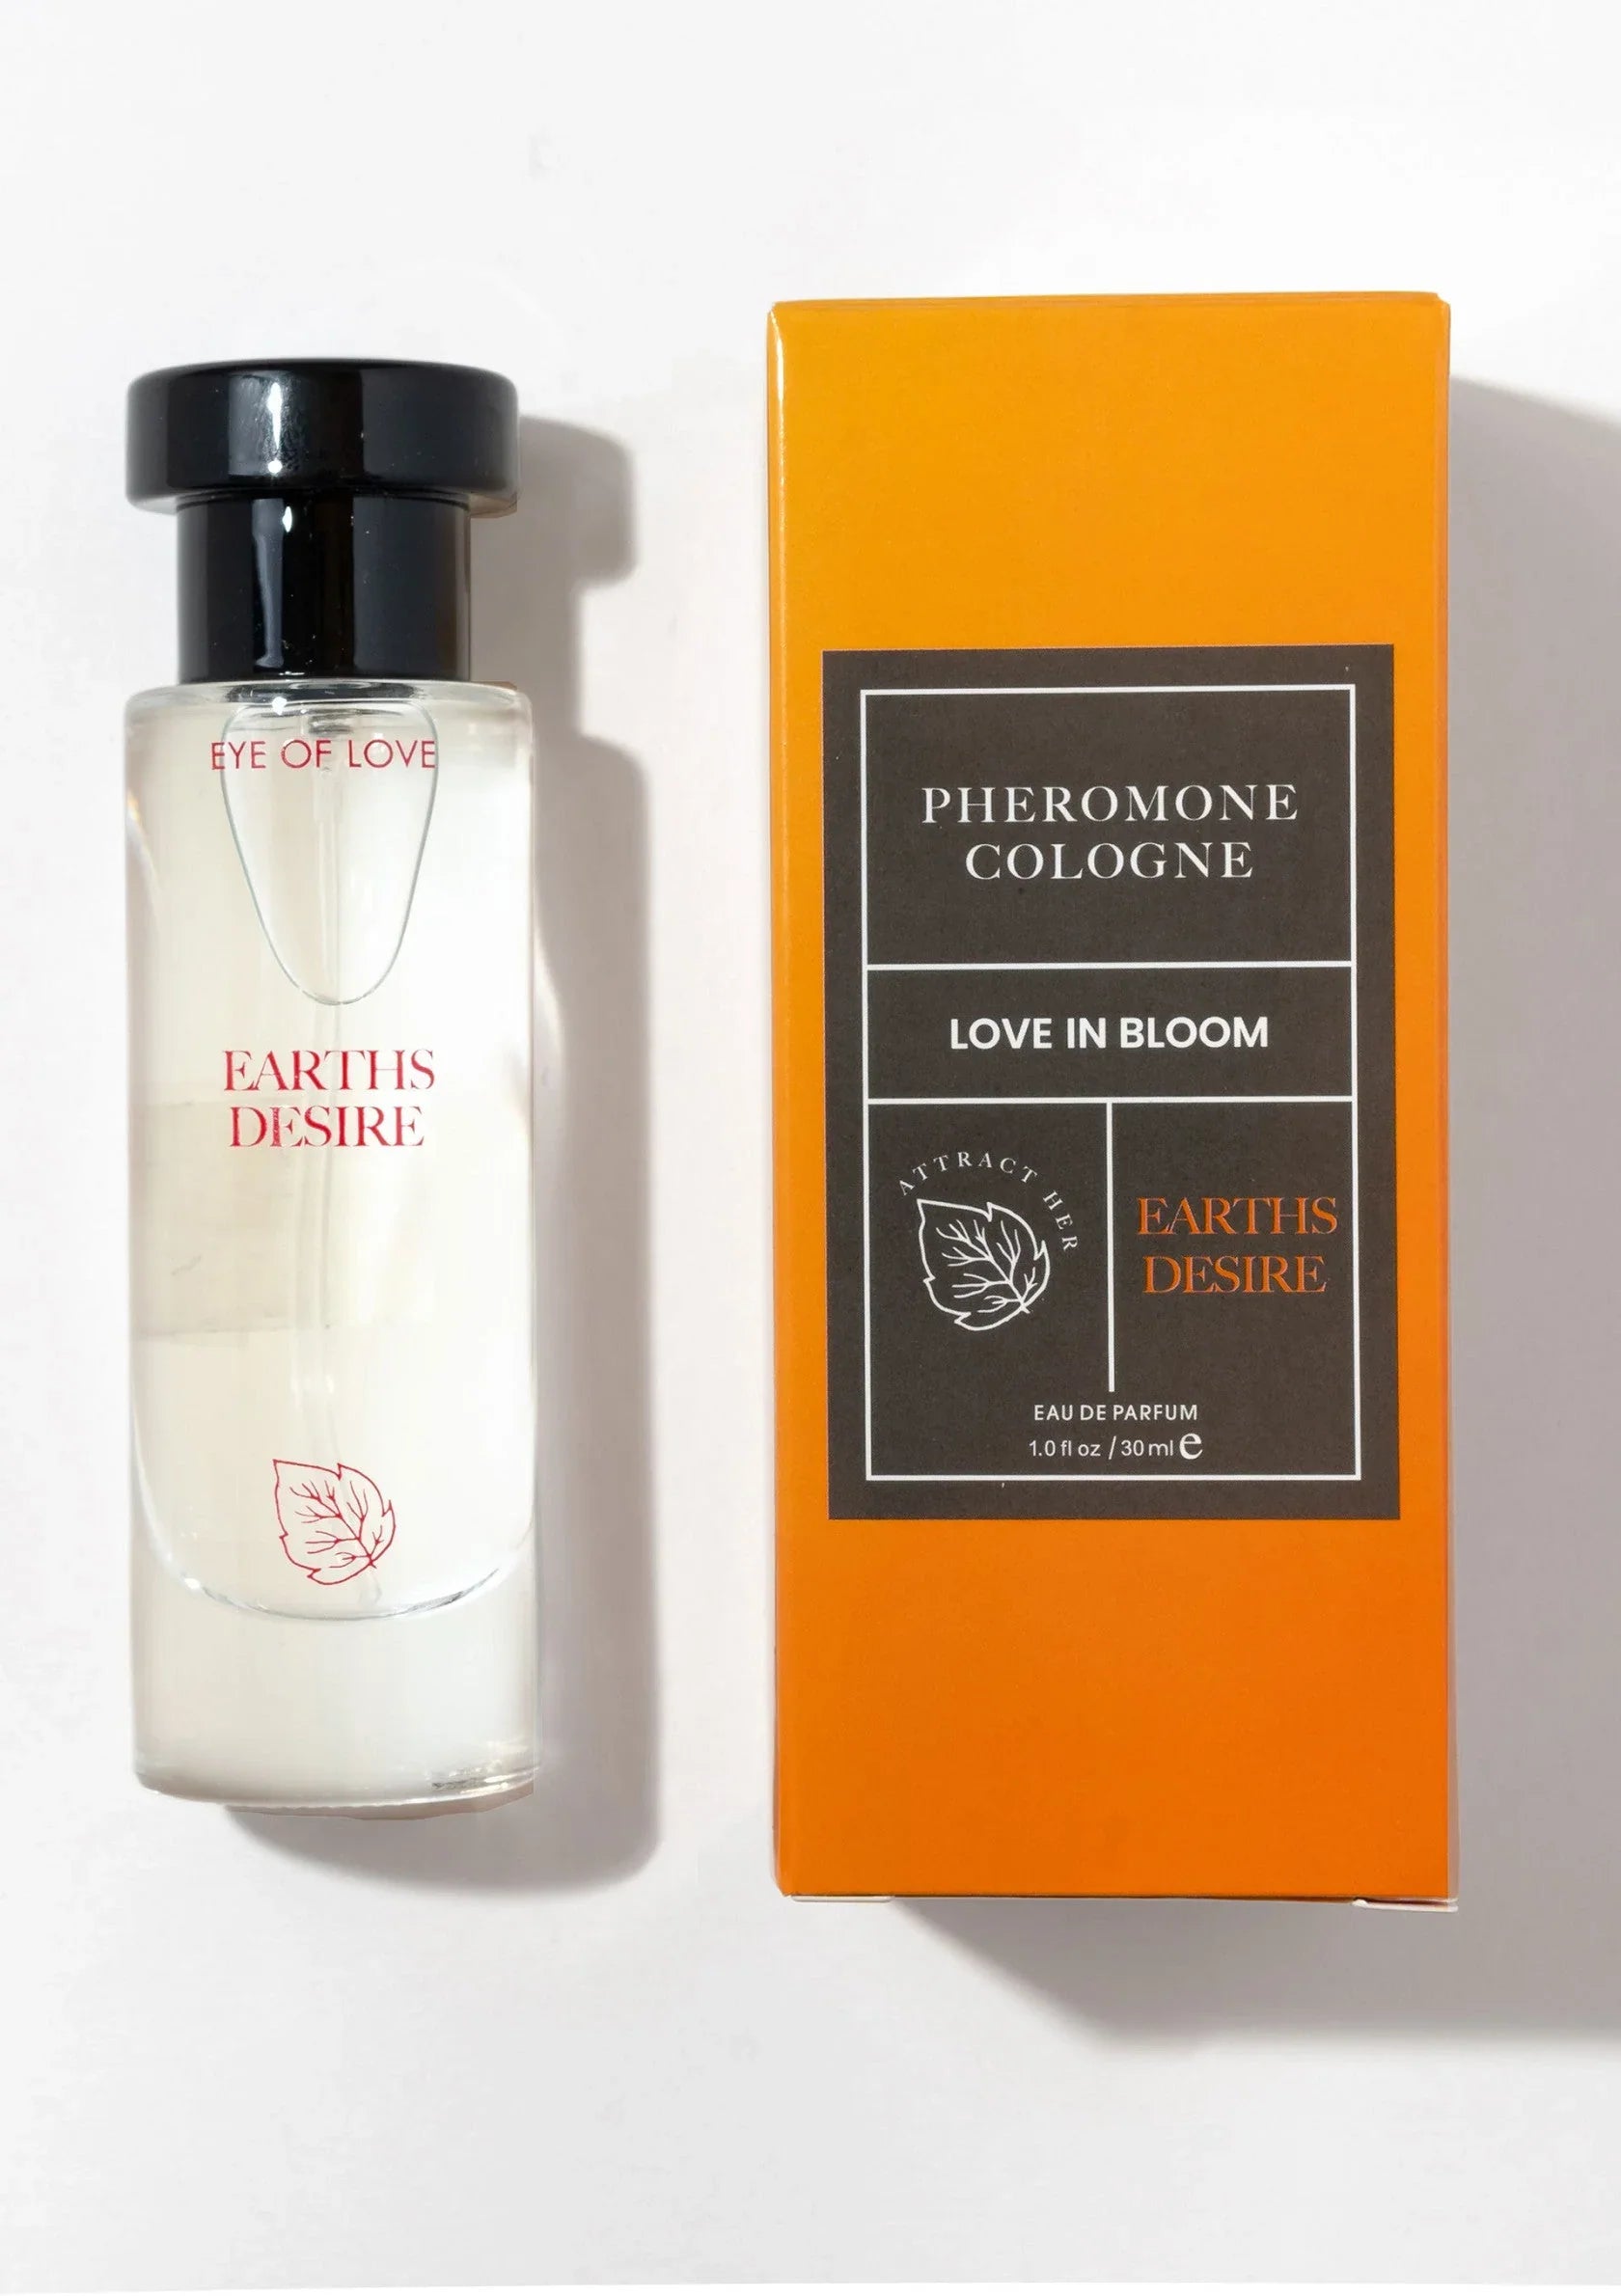 EYE OF LOVE
EARTHS
DESIRE
PHEROMONE
COLOGNE
LOVE IN BLOOM
ATTRACT HER
EARTHS
DESIRE
EAU DE PARFUM
1.0 fl oz / 30 ml e